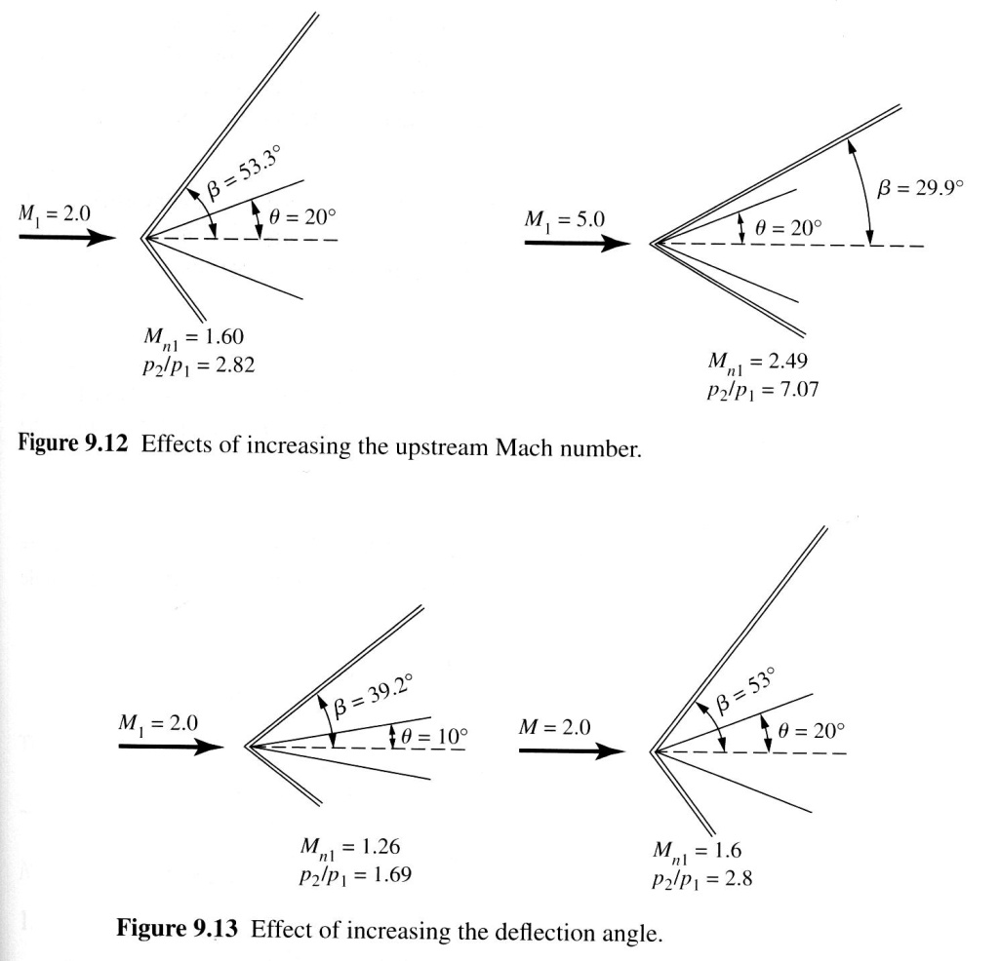 β = 53.3°
M₁ = 2.0
θ = 20°
Mₙ₁ = 1.60
p₂/p₁ = 2.82
β = 29.9°
M₁ = 5.0
θ = 20°
Mₙ₁ = 2.49
p₂/p₁ = 7.07
Figure 9.12 Effects of increasing the upstream Mach number.
β = 39.2°
M₁ = 2.0
θ = 10°
Mₙ₁ = 1.26
p₂/p₁ = 1.69
β = 53°
M = 2.0
θ = 20°
Mₙ₁ = 1.6
p₂/p₁ = 2.8
Figure 9.13 Effect of increasing the deflection angle.